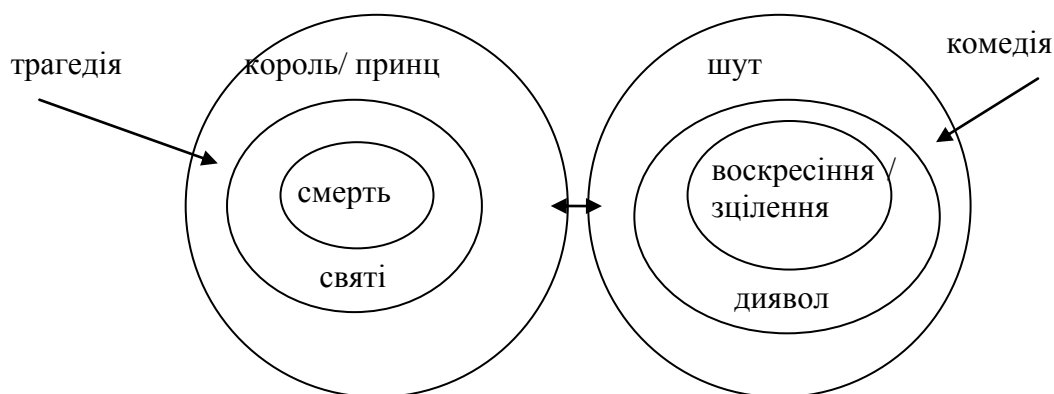 трагедія
король/ принц
смерть
святі
шут
комедія
воскресіння /
зцілення
диявол